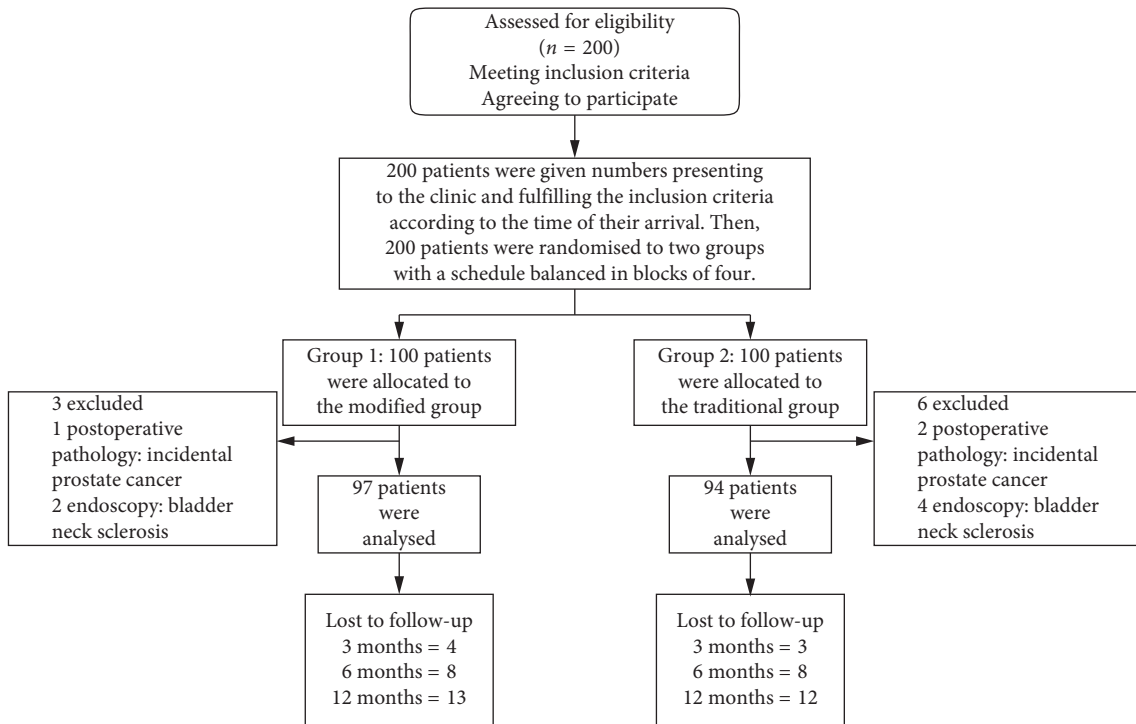 Assessed for eligibility
(n = 200)
Meeting inclusion criteria
Agreeing to participate
200 patients were given numbers presenting
to the clinic and fulfilling the inclusion criteria
according to the time of their arrival. Then,
200 patients were randomised to two groups
with a schedule balanced in blocks of four.
Group 1: 100 patients
were allocated to
the modified group
Group 2: 100 patients
were allocated to
the traditional group
3 excluded
1 postoperative
pathology: incidental
prostate cancer
2 endoscopy: bladder
neck sclerosis
6 excluded
2 postoperative
pathology: incidental
prostate cancer
4 endoscopy: bladder
neck sclerosis
97 patients
were
analysed
94 patients
were
analysed
Lost to follow-up
3 months = 4
6 months = 8
12 months = 13
Lost to follow-up
3 months = 3
6 months = 8
12 months = 12